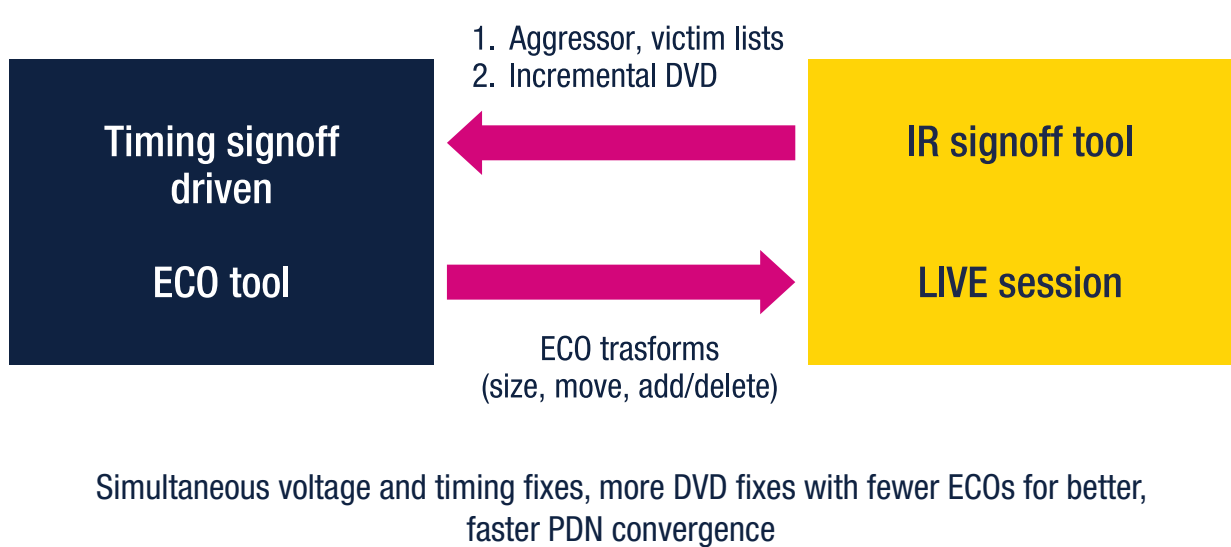 1. Aggressor, victim lists
2. Incremental DVD
Timing signoff
driven
ECO tool
IR signoff tool
LIVE session
ECO trasforms
(size, move, add/delete)
Simultaneous voltage and timing fixes, more DVD fixes with fewer ECOs for better,
faster PDN convergence